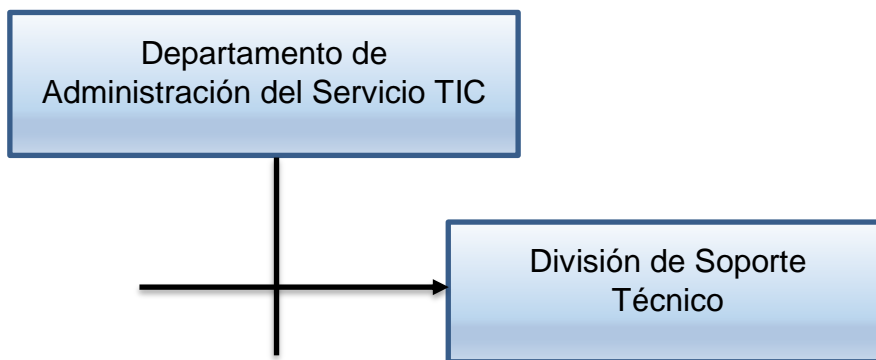 Departamento de
Administración del Servicio TIC
División de Soporte
Técnico